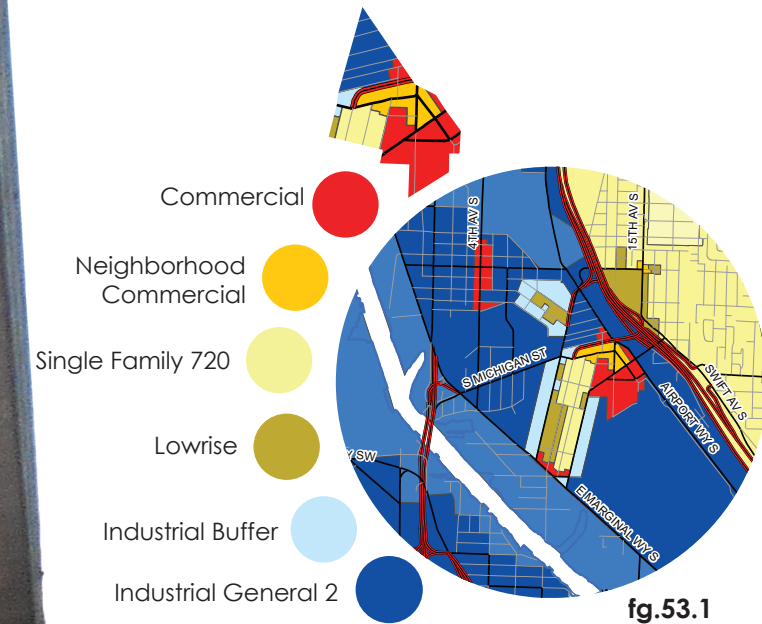 Commercial
Neighborhood
Commercial
Single Family 720
Lowrise
Industrial Buffer
Industrial General 2
4TH AV S
15TH AV S
S MICHIGAN ST
SWIFT AV S
AIRPORT WY S
SW
E MARGINAL WY S
fg.53.1